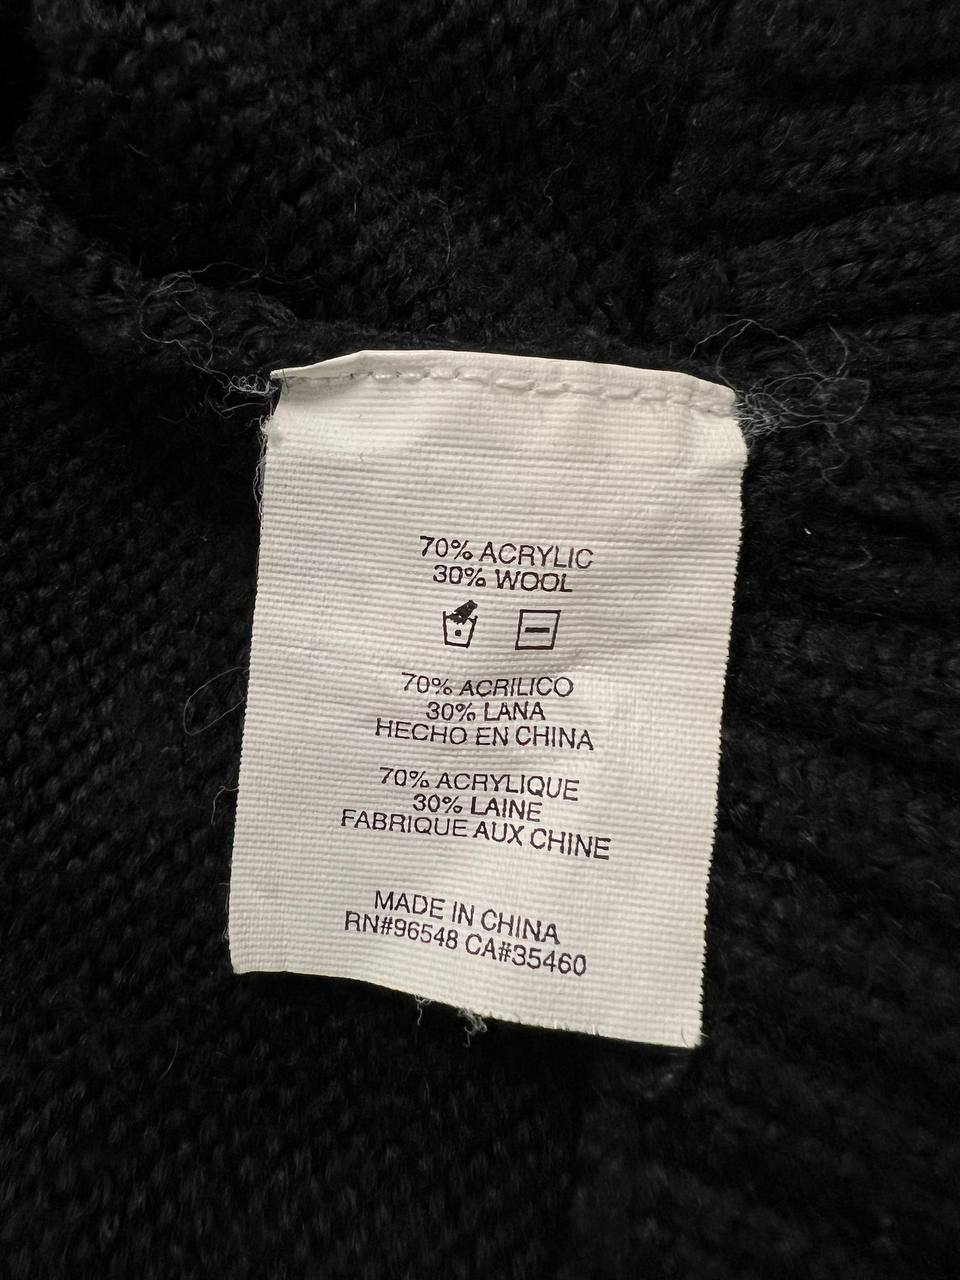 70% ACRYLIC
30% WOOL
70% ACRILICO
30% LANA
HECHO EN CHINA
70% ACRYLIQUE
30% LAINE
FABRIQUE AUX CHINE
MADE IN CHINA
RN#96548 CA#35460